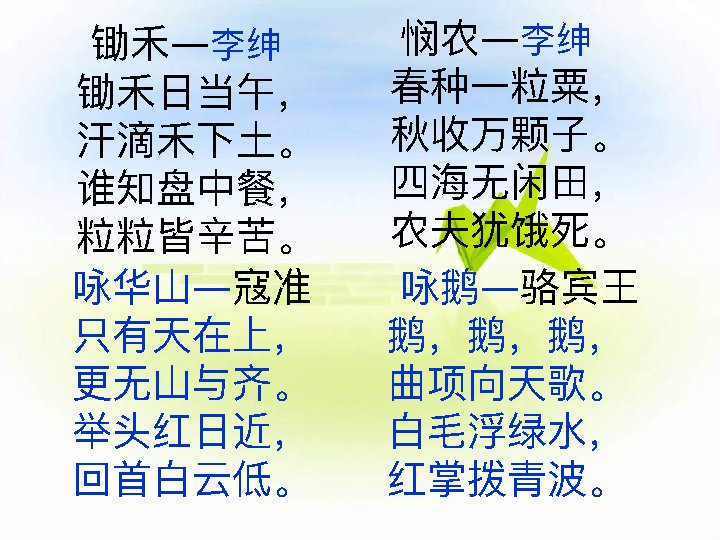 锄禾—李绅
锄禾日当午，
汗滴禾下土。
谁知盘中餐，
粒粒皆辛苦。
悯农—李绅
春种一粒粟，
秋收万颗子。
四海无闲田，
农夫犹饿死。
咏华山—寇准
只有天在上，
更无山与齐。
举头红日近，
回首白云低。
咏鹅—骆宾王
鹅，鹅，鹅，
曲项向天歌。
白毛浮绿水，
红掌拨青波。